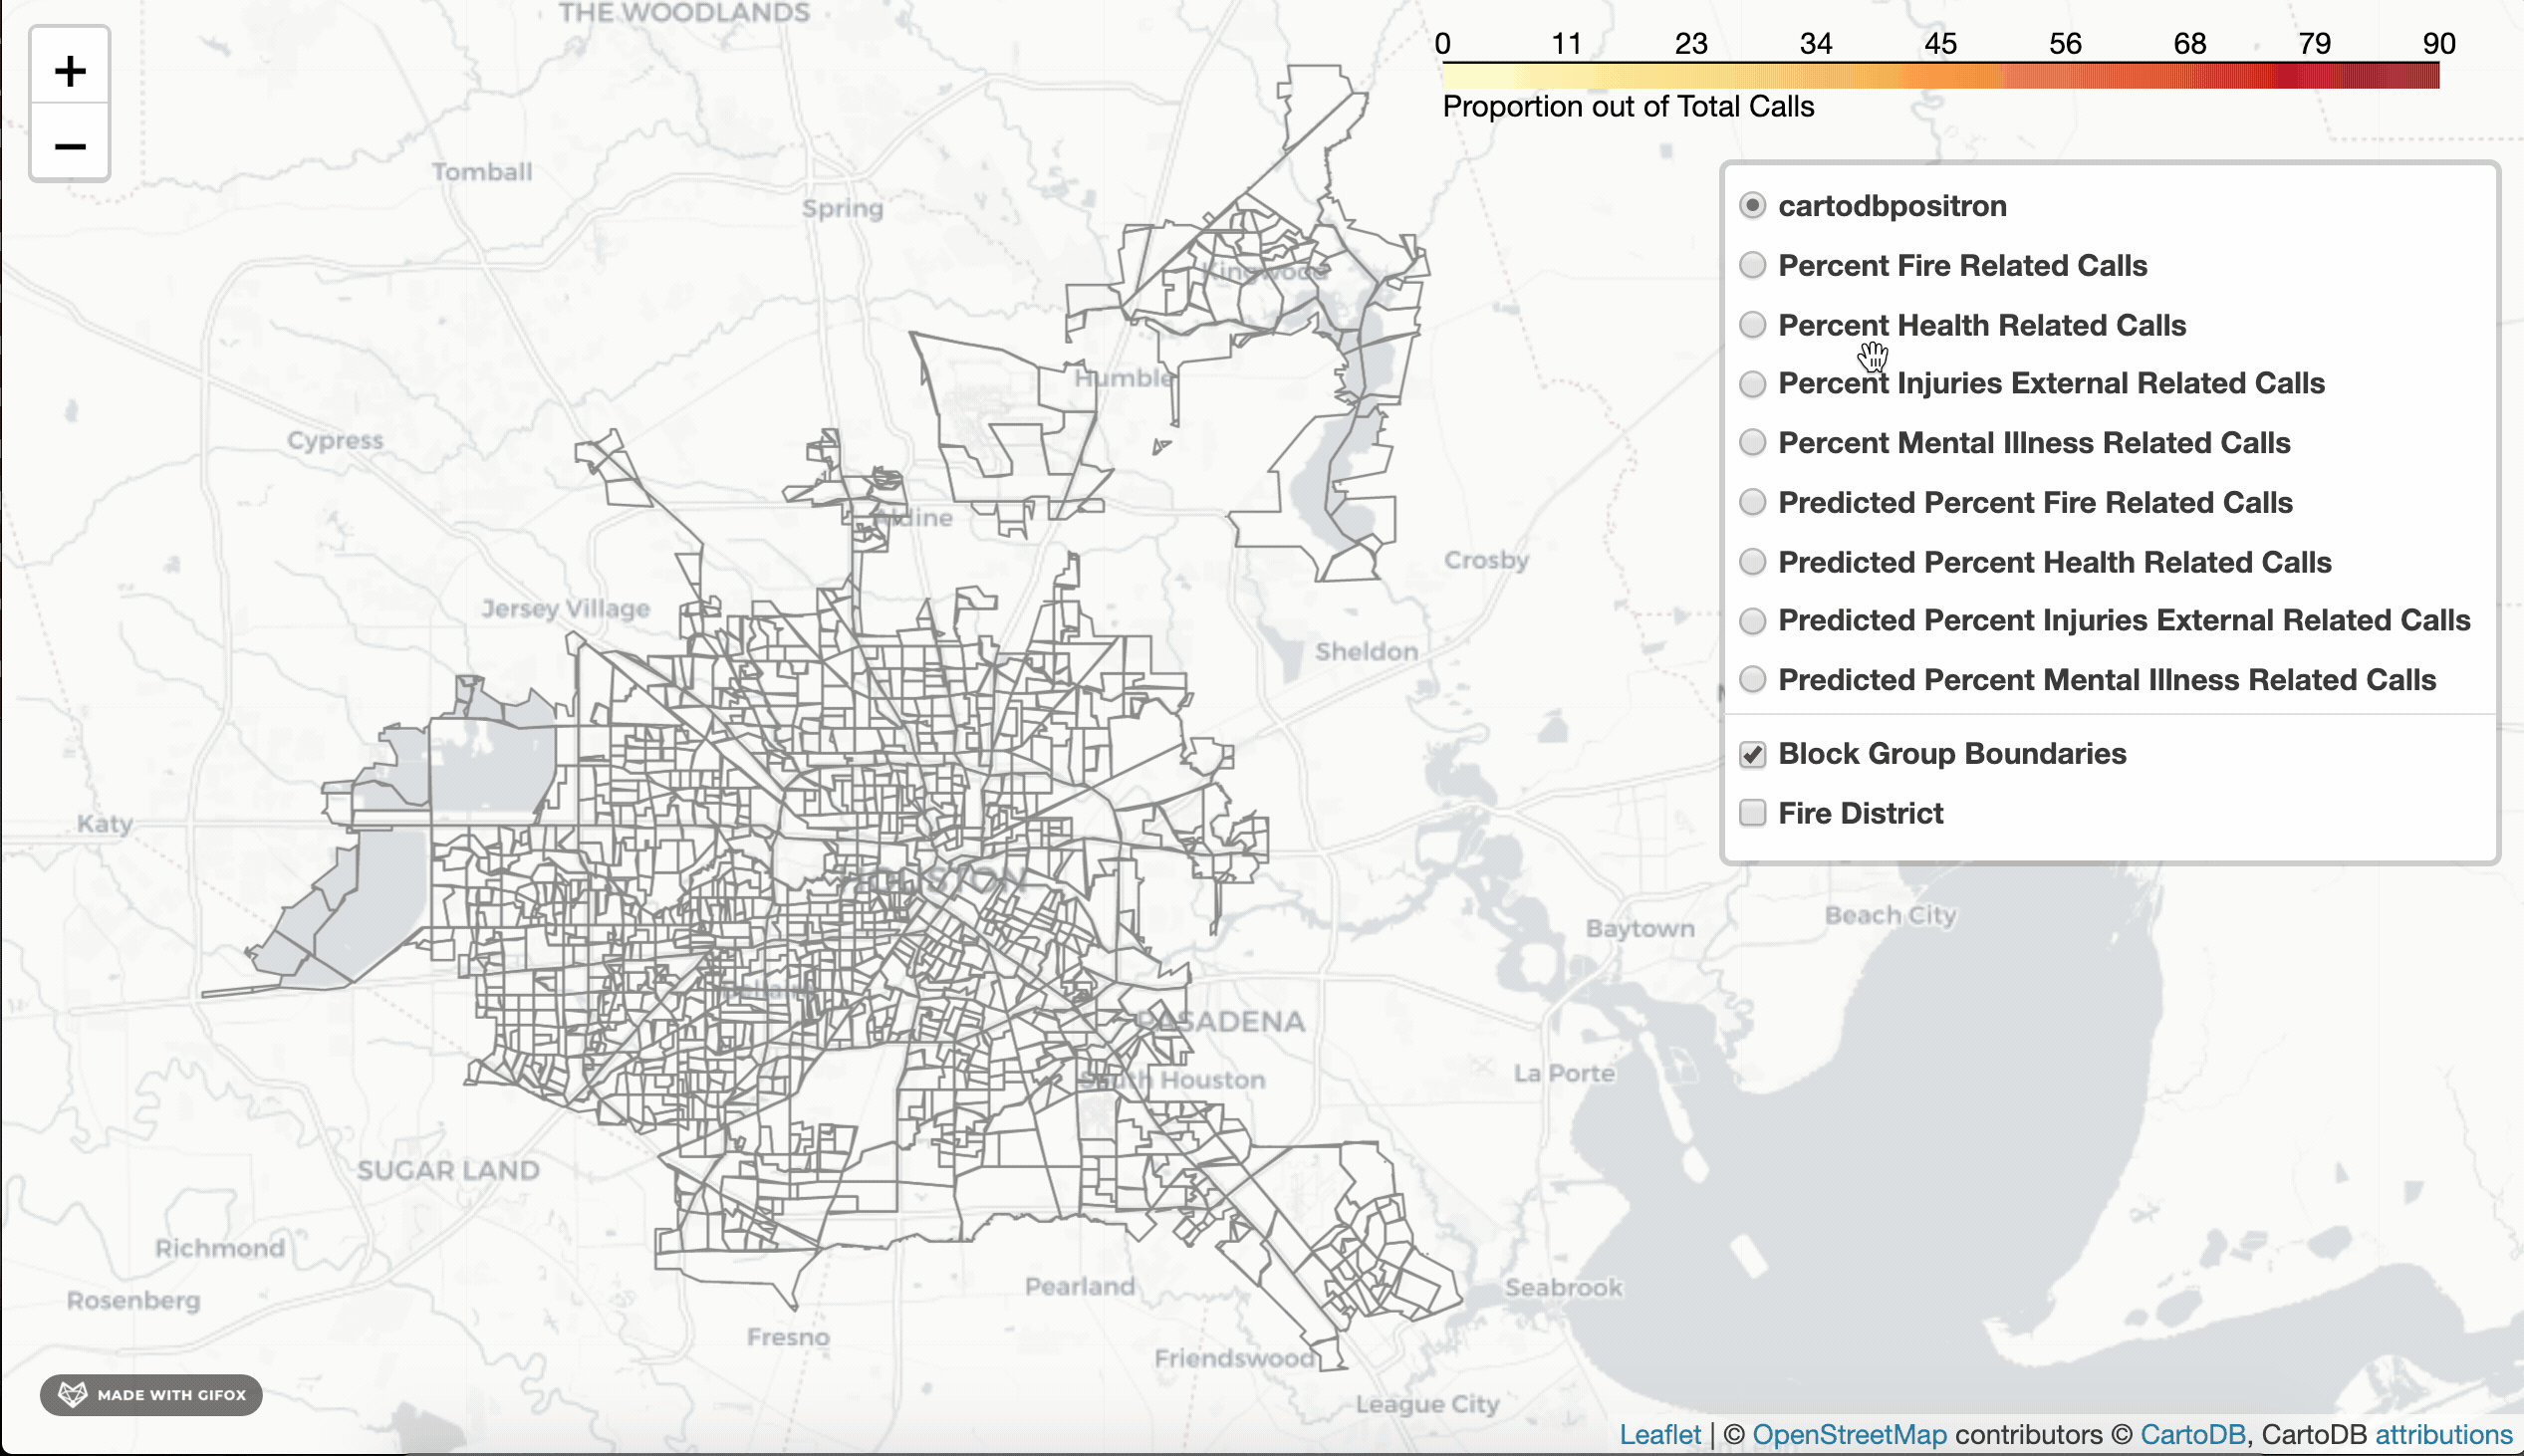 THE WOODLANDS
+
−
0 11 23 34 45 56 68 79 90
Proportion out of Total Calls
Tomball
Spring
cartodbpositron
Percent Fire Related Calls
Kingwood
Percent Health Related Calls
Humble
Percent Injuries External Related Calls
Cypress
Percent Mental Illness Related Calls
Predicted Percent Fire Related Calls
Aldine
Crosby
Predicted Percent Health Related Calls
Jersey Village
Predicted Percent Injuries External Related Calls
Sheldon
Predicted Percent Mental Illness Related Calls
Block Group Boundaries
Fire District
Katy
HOUSTON
Beach City
Baytown
Bellaire
PASADENA
La Porte
South Houston
SUGAR LAND
Richmond
Pearland
Seabrook
Rosenberg
Fresno
Friendswood
MADE WITH GIFOX
League City
Leaflet | © OpenStreetMap contributors © CartoDB, CartoDB attributions